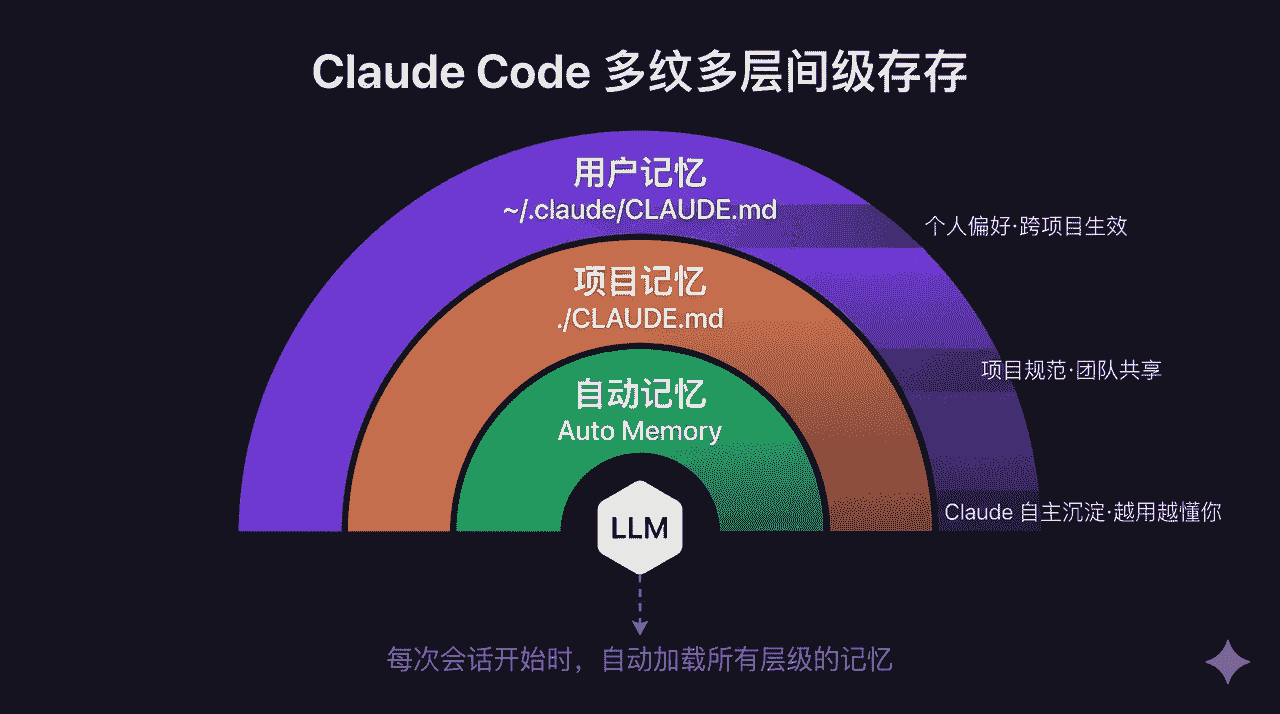 Claude Code 多纹多层间级存存
用户记忆
~/.claude/CLAUDE.md
个人偏好·跨项目生效
项目记忆
./CLAUDE.md
项目规范·团队共享
自动记忆
Auto Memory
Claude 自主沉淀·越用越懂你
LLM
每次会话开始时，自动加载所有层级的记忆